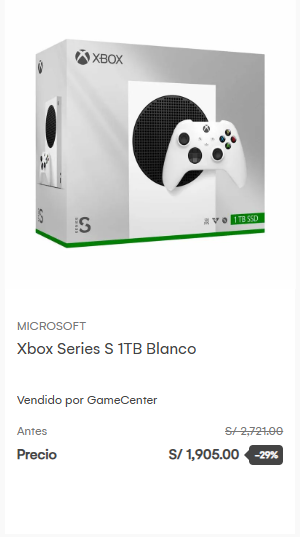 XBOX
SERIES S
1 TB SSD
MICROSOFT
Xbox Series S 1TB Blanco
Vendido por GameCenter
Antes S/ 2,721.00
Precio S/ 1,905.00 -29%